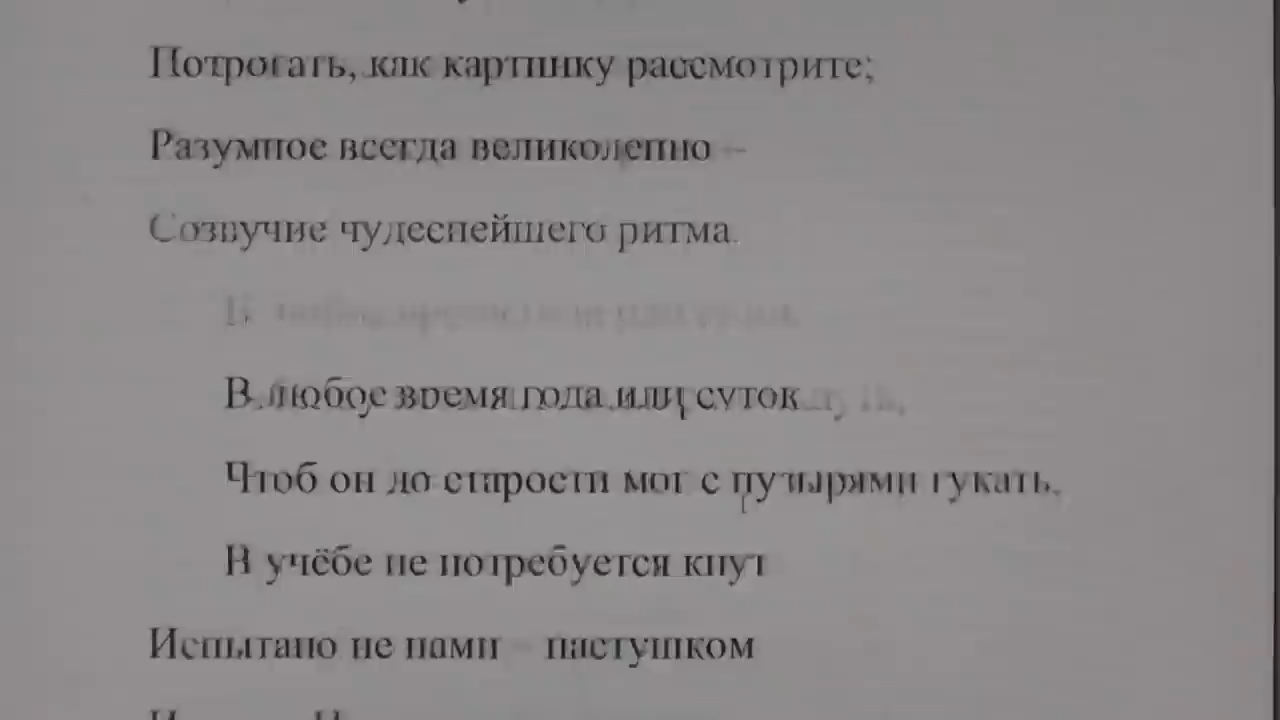 Потрогать, как картинку рассмотрите;
Разумное всегда великолепно –
Созвучие чудеснейшего ритма.
В любое время года или суток
Чтоб он до старости мог с пузырями гукать,
В учёбе не потребуется кнут
Испытано не нами – пастушком